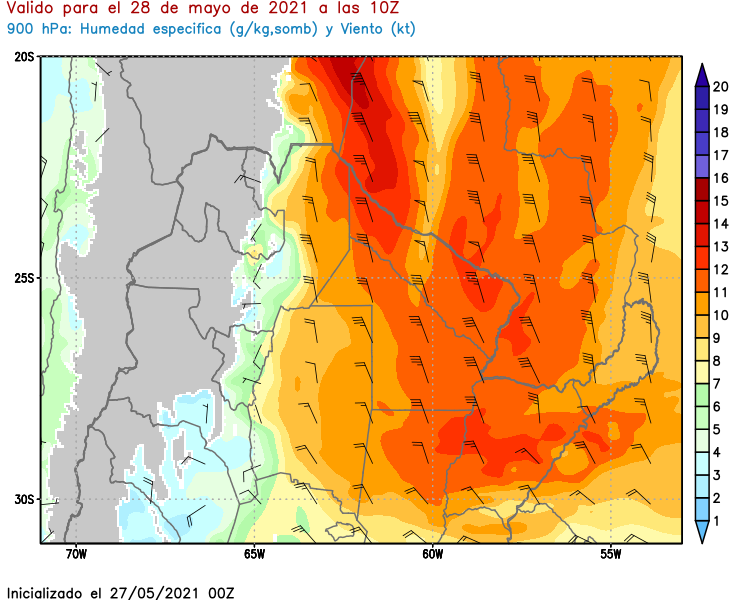 Valido para el 28 de mayo de 2021 a las 10Z
900 hPa: Humedad especifica (g/kg,somb) y Viento (kt)
20S
25S
30S
70W
65W
60W
55W
20
19
18
17
16
15
14
13
12
11
10
9
8
7
6
5
4
3
2
1
Inicializado el 27/05/2021 00Z